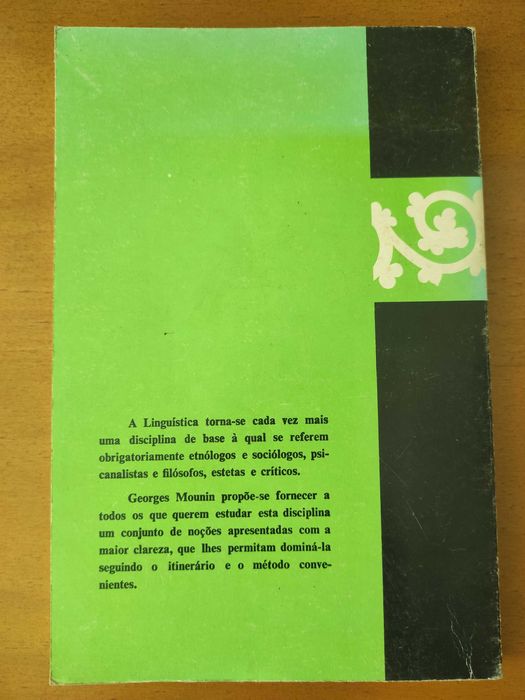 A Linguística torna-se cada vez mais
uma disciplina de base à qual se referem
obrigatoriamente etnólogos e sociólogos, psi-
canalistas e filósofos, estetas e críticos.
Georges Mounin propõe-se fornecer a
todos os que querem estudar esta disciplina
um conjunto de noções apresentadas com a
maior clareza, que lhes permitam dominá-la
seguindo o itinerário e o método conve-
nientes.